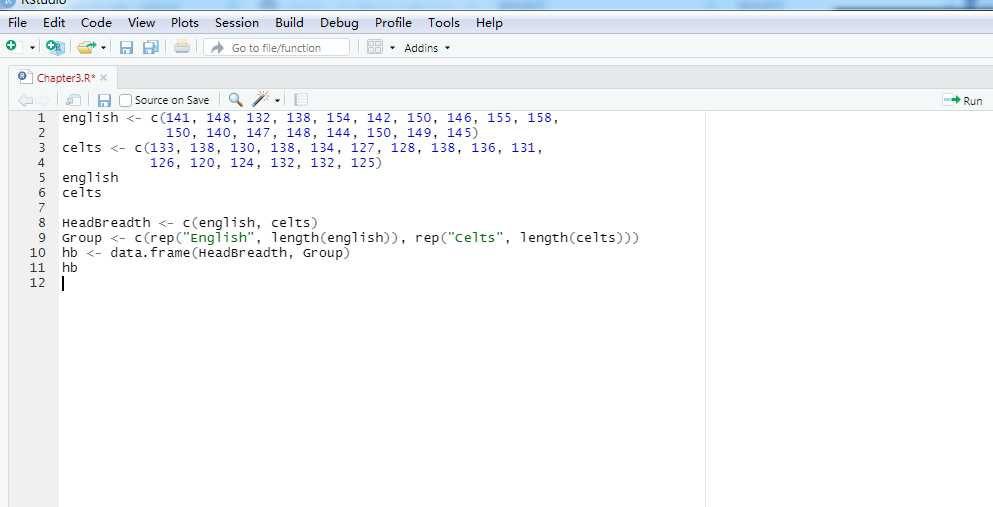 RStudio
File Edit Code View Plots Session Build Debug Profile Tools Help
Go to file/function Addins
Chapter3.R*
Source on Save Run
1 english <- c(141, 148, 132, 138, 154, 142, 150, 146, 155, 158,
2 150, 140, 147, 148, 144, 150, 149, 145)
3 celts <- c(133, 138, 130, 138, 134, 127, 128, 138, 136, 131,
4 126, 120, 124, 132, 132, 125)
5 english
6 celts
7
8 HeadBreadth <- c(english, celts)
9 Group <- c(rep("English", length(english)), rep("Celts", length(celts)))
10 hb <- data.frame(HeadBreadth, Group)
11 hb
12